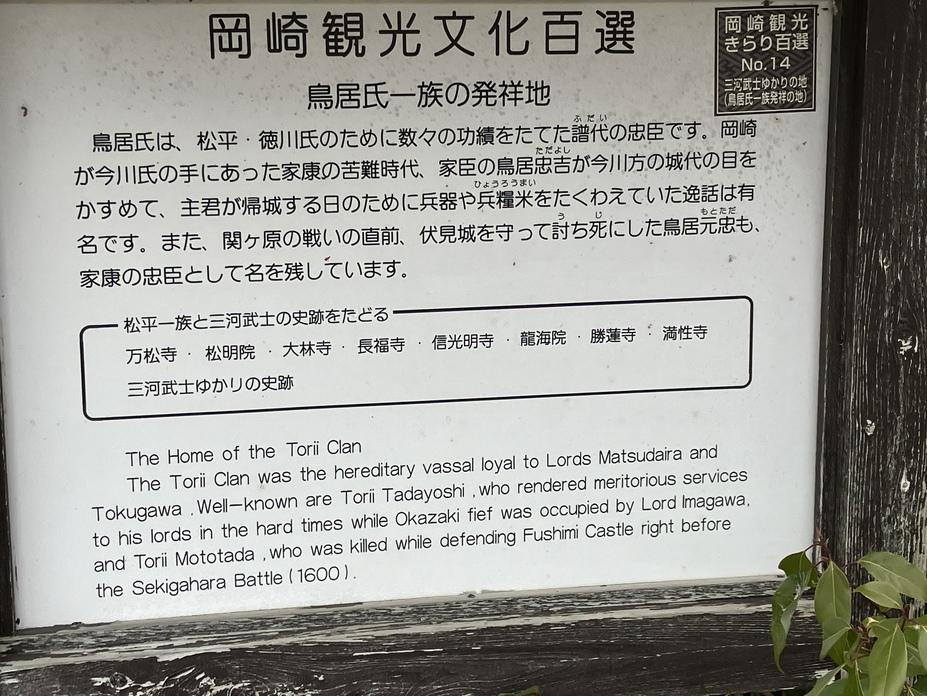 岡崎観光文化百選
岡崎観光
きらり百選
No.14
三河武士ゆかりの地
（鳥居氏一族発祥の地）
鳥居氏一族の発祥地
鳥居氏は、松平・徳川氏のために数々の功績をたてた譜代の忠臣です。岡崎
が今川氏の手にあった家康の苦難時代、家臣の鳥居忠吉が今川方の城代の目を
かすめて、主君が帰城する日のために兵器や兵糧米をたくわえていた逸話は有
名です。また、関ヶ原の戦いの直前、伏見城を守って討ち死にした鳥居元忠も、
家康の忠臣として名を残しています。
松平一族と三河武士の史跡をたどる
万松寺・松明院・大林寺・長福寺・信光明寺・龍海院・勝蓮寺・満性寺
三河武士ゆかりの史跡
The Home of the Torii Clan
The Torii Clan was the hereditary vassal loyal to Lords Matsudaira and
Tokugawa .Well-known are Torii Tadayoshi ,who rendered meritorious services
to his lords in the hard times while Okazaki fief was occupied by Lord Imagawa,
and Torii Mototada ,who was killed while defending Fushimi Castle right before
the Sekigahara Battle (1600).